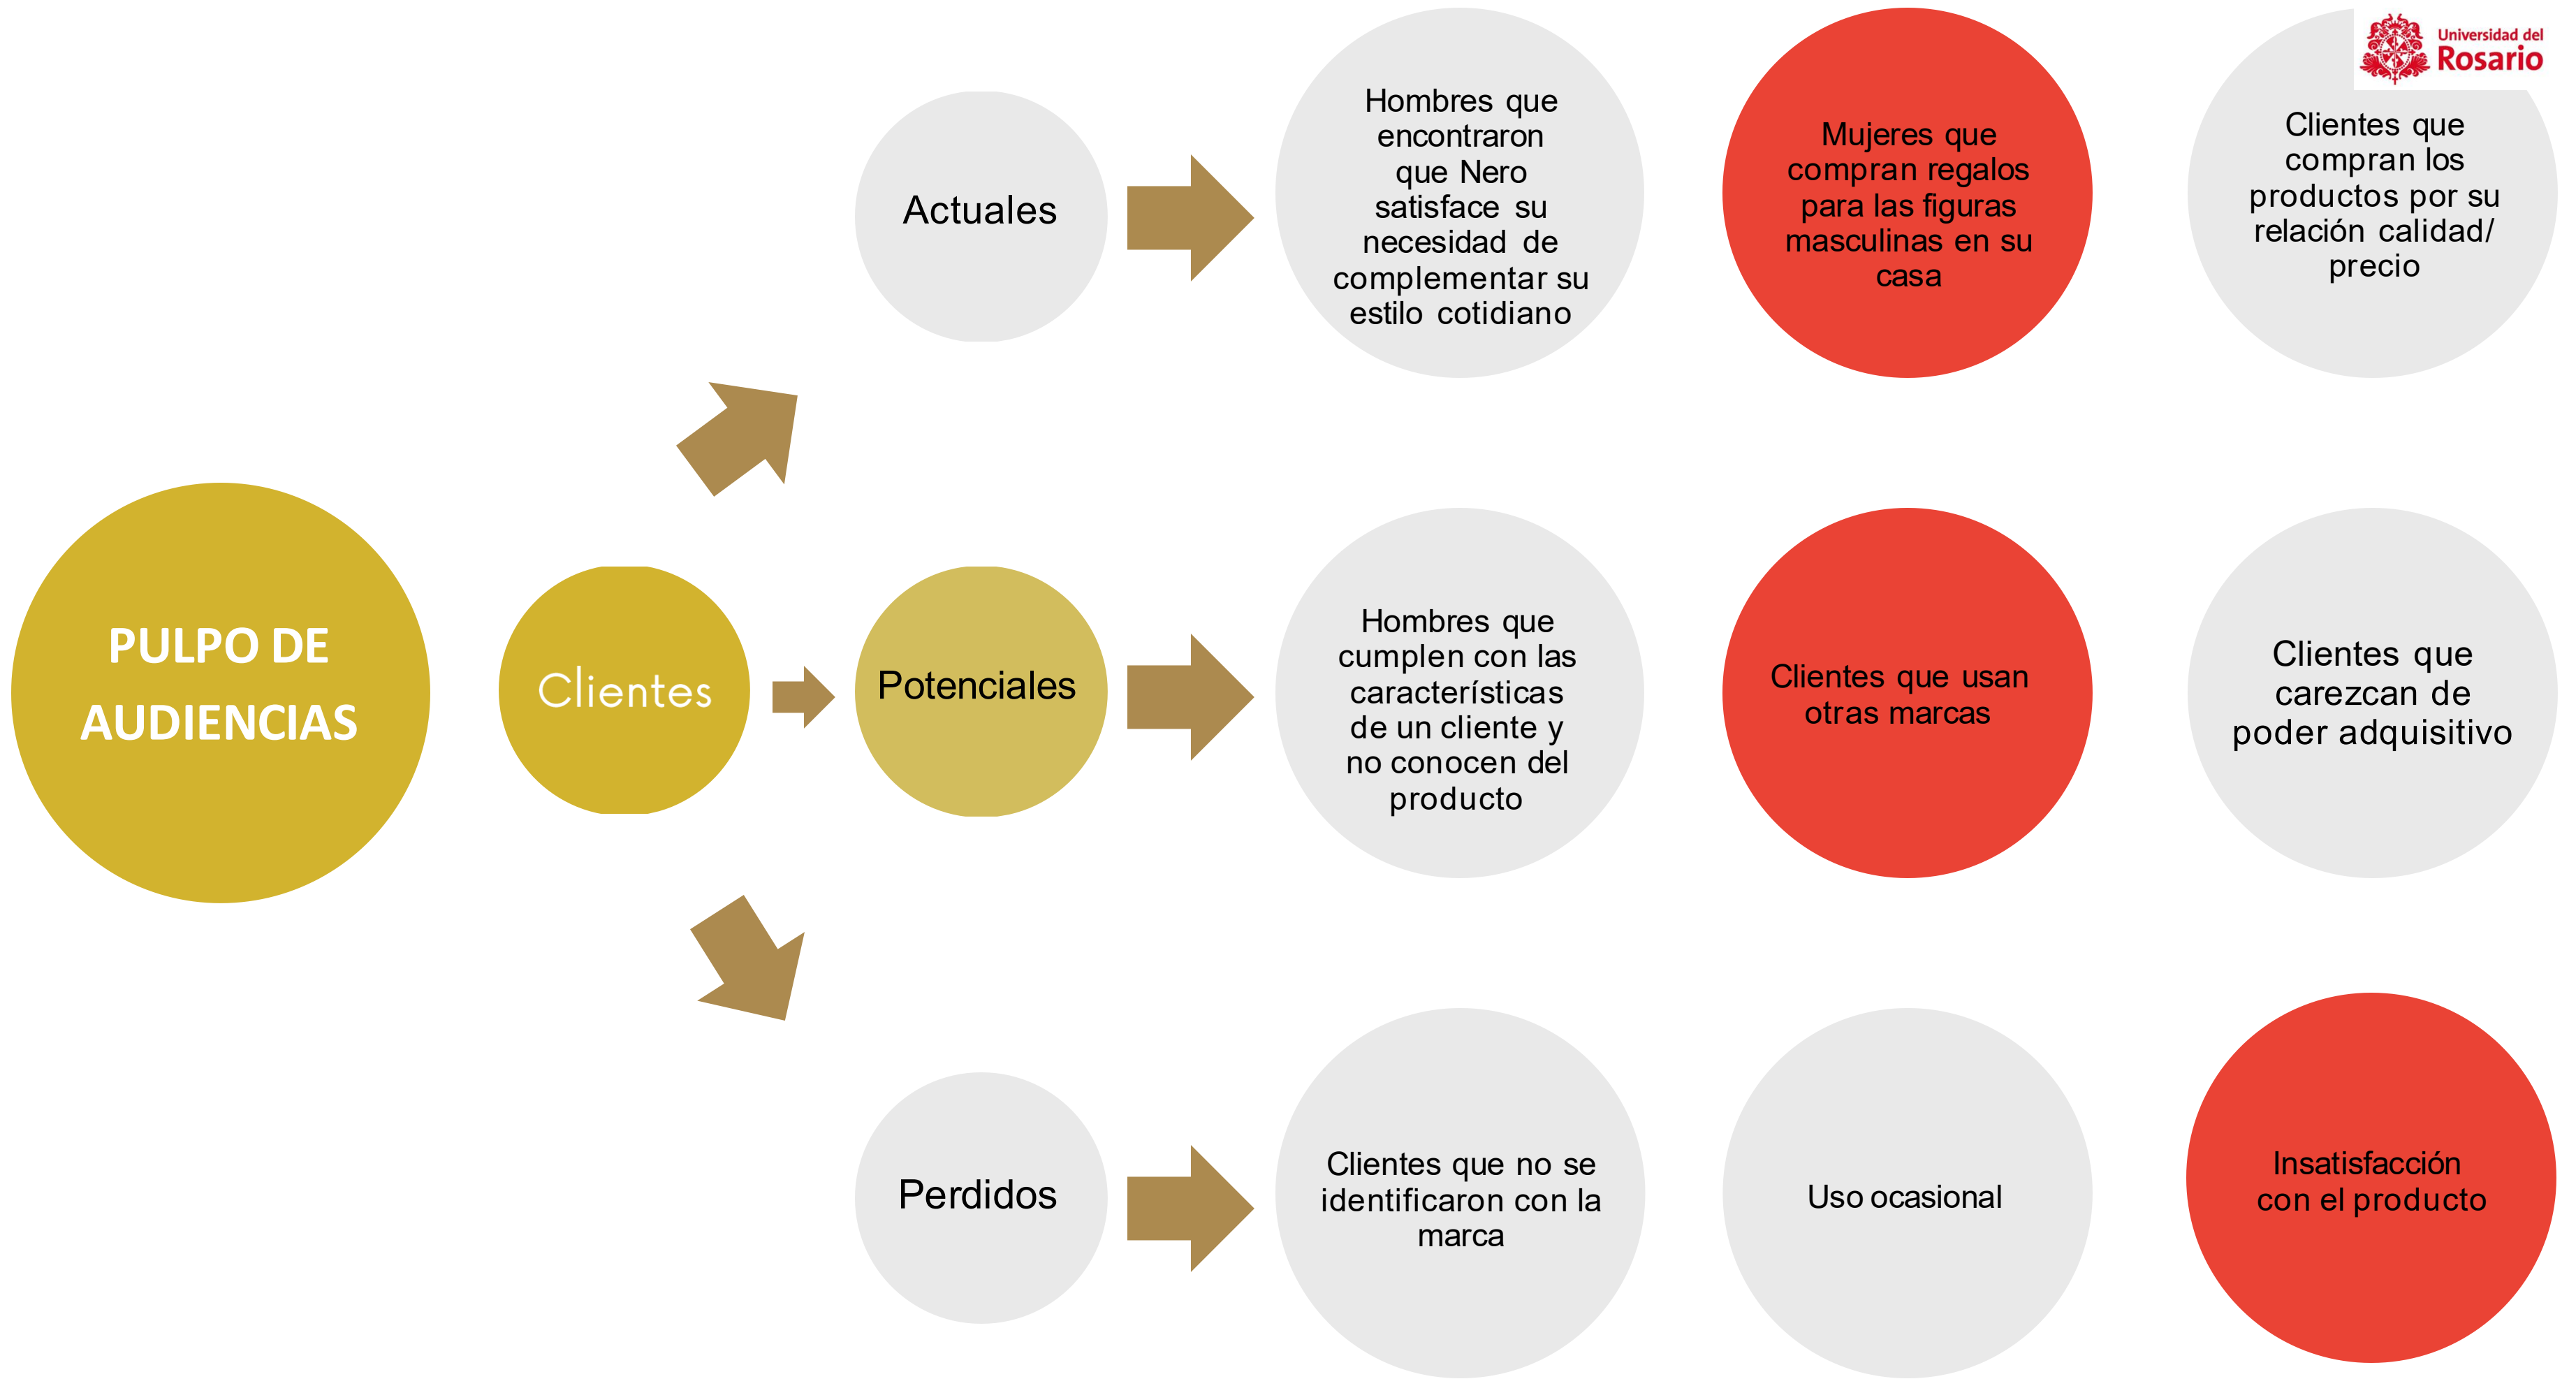 Universidad del
Rosario
PULPO DE
AUDIENCIAS
Clientes
Actuales
Hombres que
encontraron
que Nero
satisface su
necesidad de
complementar su
estilo cotidiano
Mujeres que
compran regalos
para las figuras
masculinas en su
casa
Clientes que
compran los
productos por su
relación calidad/
precio
Potenciales
Hombres que
cumplen con las
características
de un cliente y
no conocen del
producto
Clientes que usan
otras marcas
Clientes que
carezcan de
poder adquisitivo
Perdidos
Clientes que no se
identificaron con la
marca
Uso ocasional
Insatisfacción
con el producto